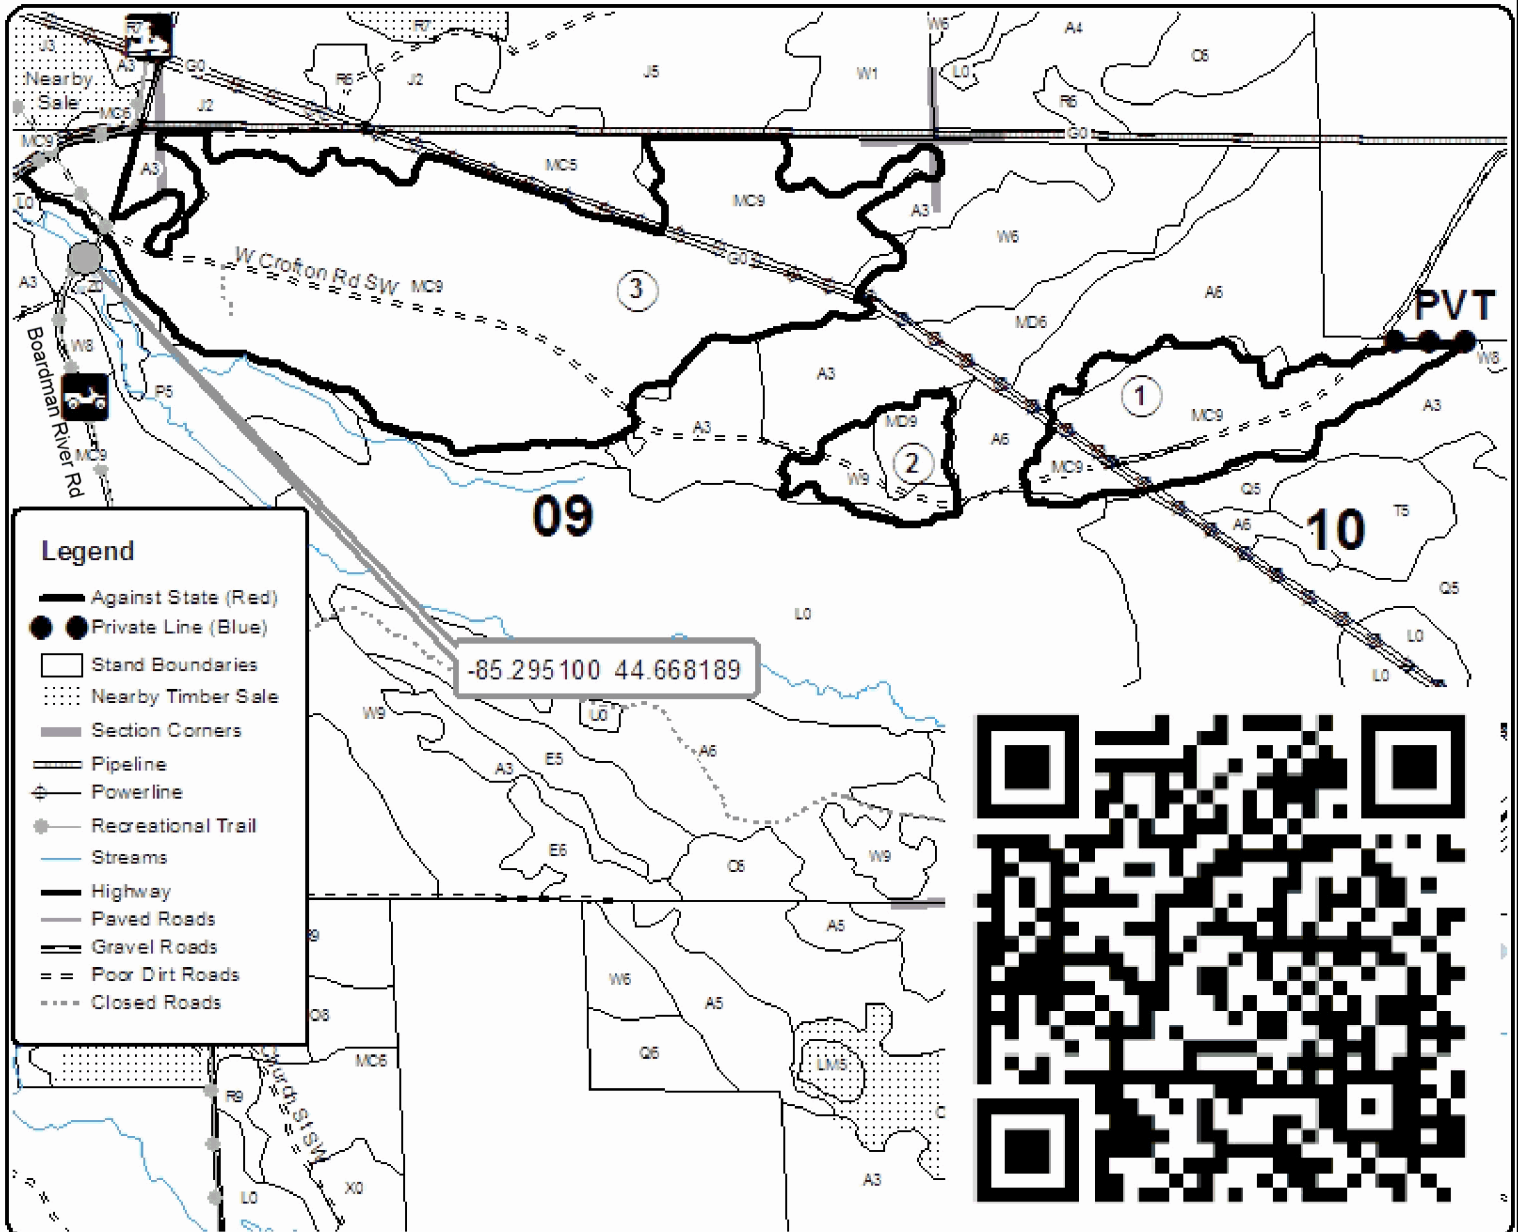 R7
R7
W6
A4
J3
A3
G0
R6
J2
J5
W1
L0
C6
Nearby
Sale
MC6
J2
R6
G0
MC9
A3
MC5
MC9
L0
A3
W6
W Crofton Rd SW
MC9
3
G0
A6
A3
PVT
MD6
W8
W8
A3
1
P5
MC9
A3
A3
MD9
A6
Boardman River Rd
MC9
2
W9
MC9
Q5
09
A6
10
T5
Q5
L0
L0
L0
Legend
Against State (Red)
Private Line (Blue)
Stand Boundaries
Nearby Timber Sale
Section Corners
Pipeline
Powerline
Recreational Trail
Streams
Highway
Paved Roads
Gravel Roads
Poor Dirt Roads
Closed Roads
-85.295100 44.668189
W9
U0
A6
E5
A3
E6
C6
W9
A5
W6
A5
Q6
LM5
MC6
R9
Church St SW
L0
X0
A3